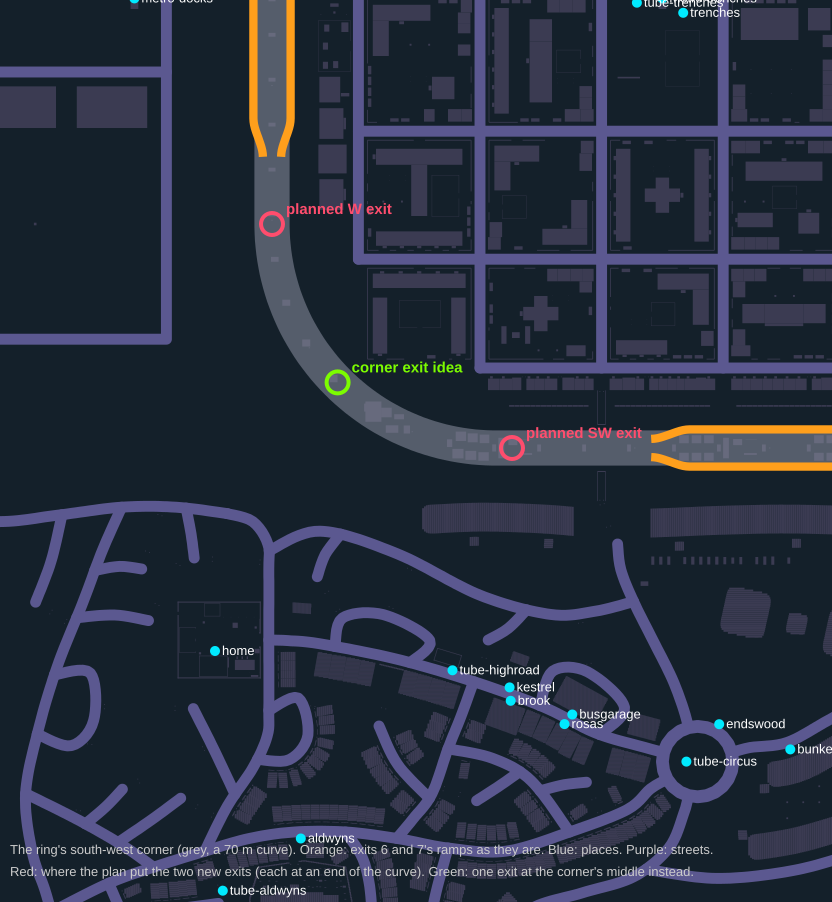 metro-docks
tube-trenches
trenches
planned W exit
corner exit idea
planned SW exit
home
tube-highroad
kestrel
brook
busgarage
rosas
endswood
bunke
tube-circus
aldwyns
The ring's south-west corner (grey, a 70 m curve). Orange: exits 6 and 7's ramps as they are. Blue: places. Purple: streets.
Red: where the plan put the two new exits (each at an end of the curve). Green: one exit at the corner's middle instead.
tube-aldwyns